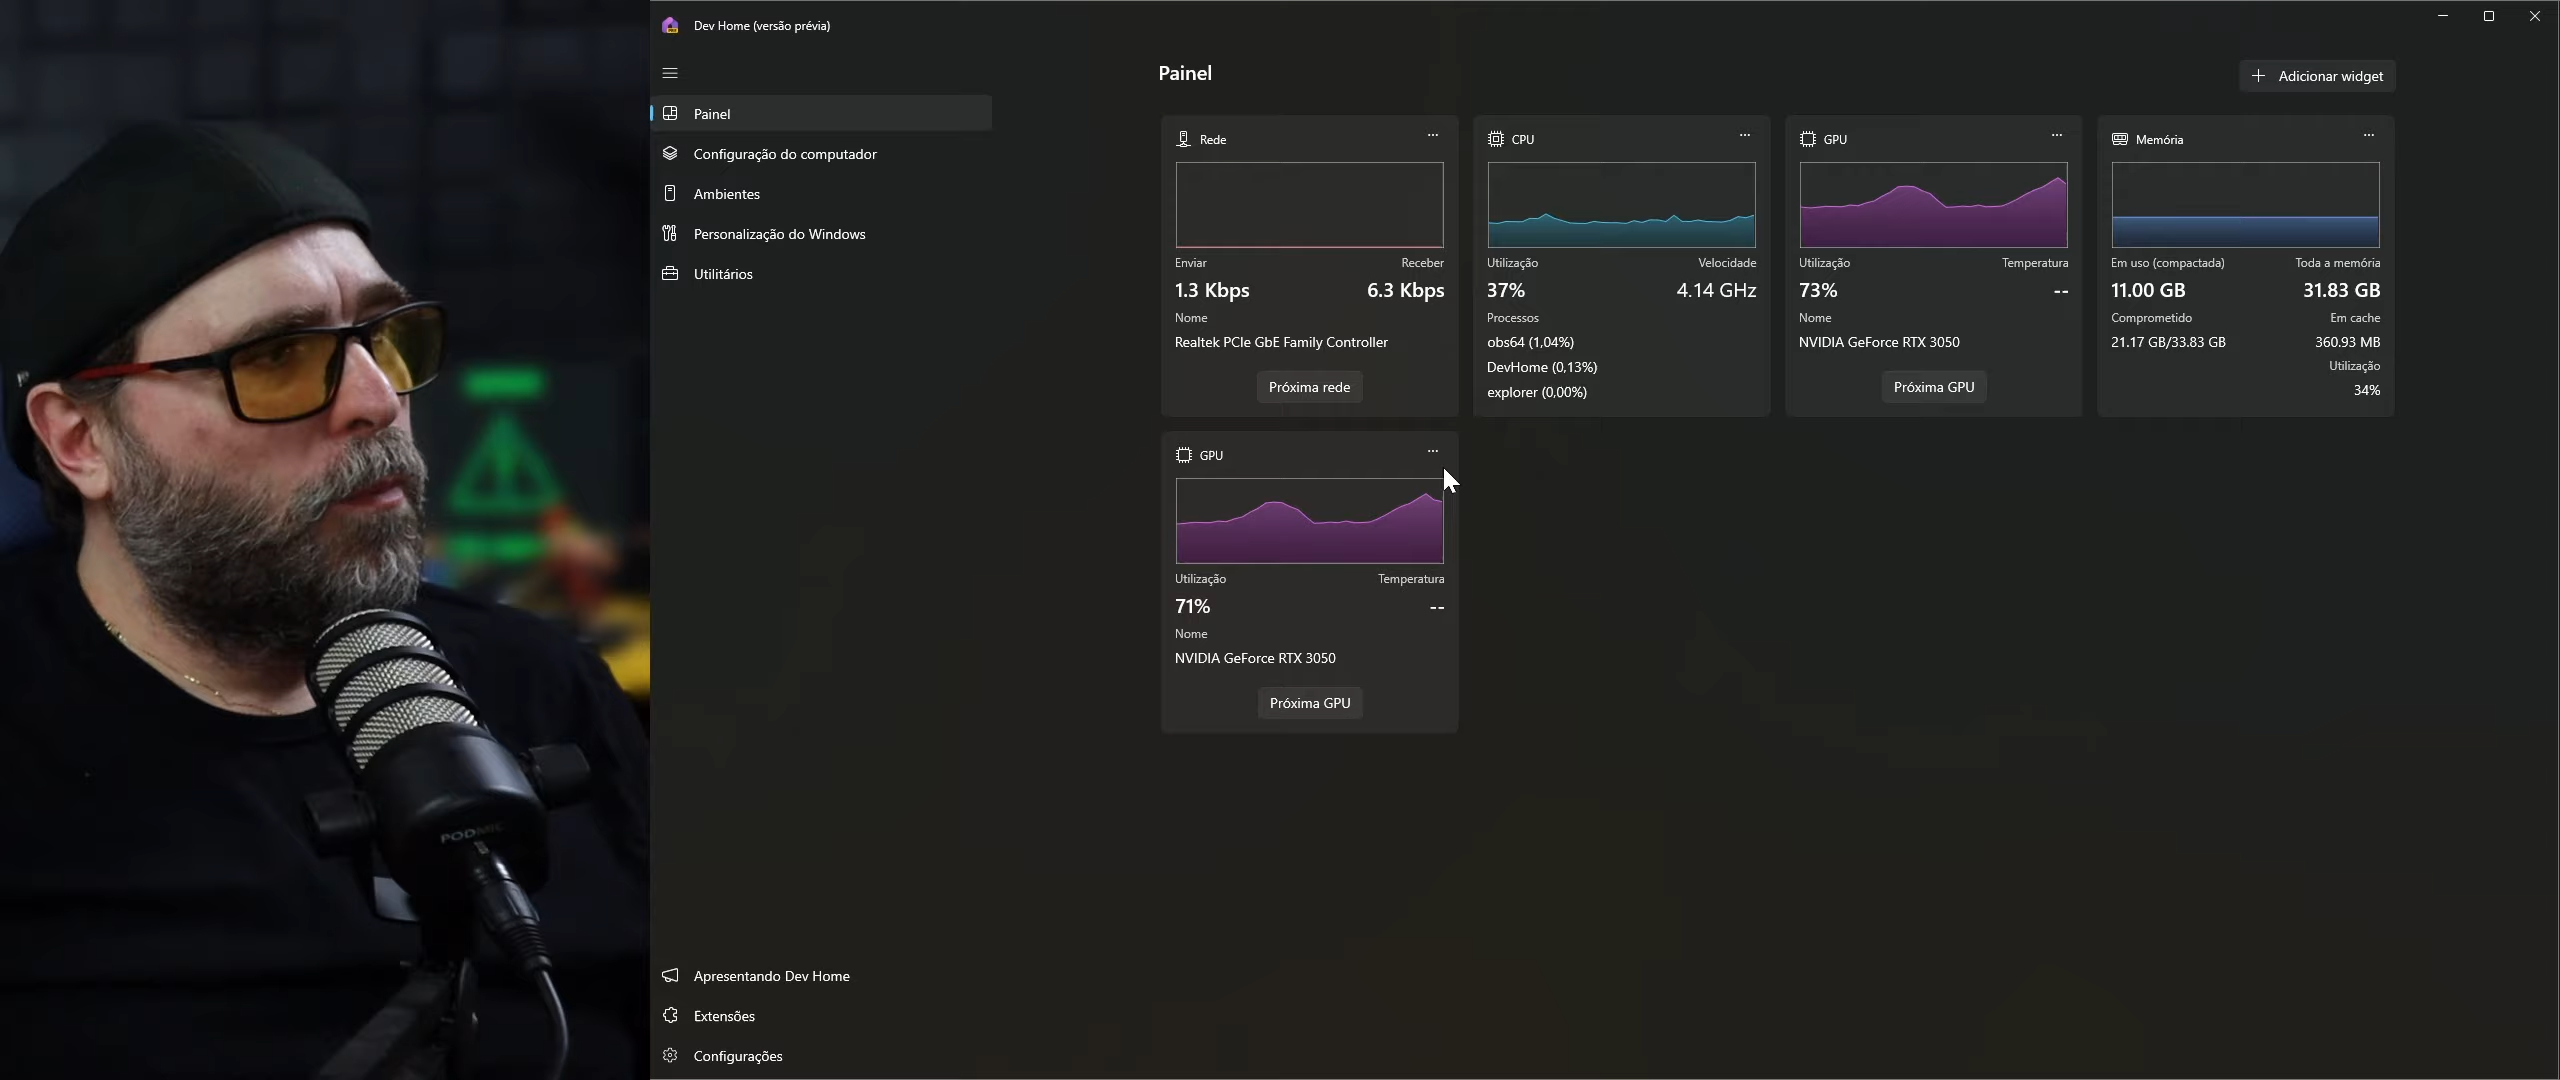 Dev Home (versão prévia)
Painel
Adicionar widget
Painel
Configuração do computador
Ambientes
Personalização do Windows
Utilitários
Rede
Enviar
Receber
1.3 Kbps
6.3 Kbps
Nome
Realtek PCIe GbE Family Controller
Próxima rede
CPU
Utilização
Velocidade
37%
4.14 GHz
Processos
obs64 (1,04%)
DevHome (0,13%)
explorer (0,00%)
GPU
Utilização
Temperatura
73%
--
Nome
NVIDIA GeForce RTX 3050
Próxima GPU
Memória
Em uso (compactada)
Toda a memória
11.00 GB
31.83 GB
Comprometido
Em cache
21.17 GB/33.83 GB
360.93 MB
Utilização
34%
GPU
Utilização
Temperatura
71%
--
Nome
NVIDIA GeForce RTX 3050
Próxima GPU
Apresentando Dev Home
Extensões
Configurações
PODMIC